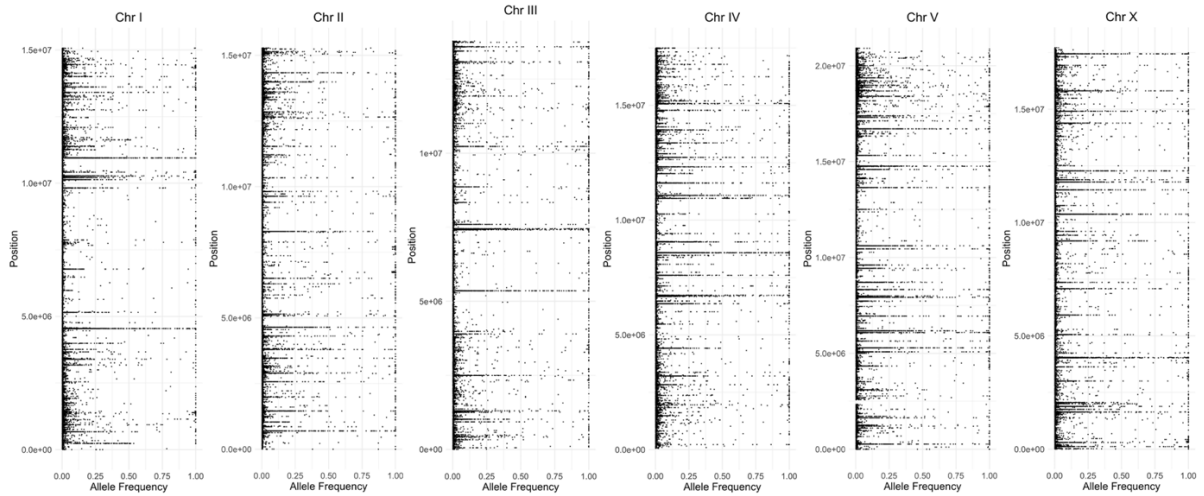 Chr I
Chr II
Chr III
Chr IV
Chr V
Chr X
Position
1.5e+07
1.0e+07
5.0e+06
0.0e+00
0.00 0.25 0.50 0.75 1.00
Allele Frequency
Position
1.5e+07
1.0e+07
5.0e+06
0.0e+00
0.00 0.25 0.50 0.75 1.00
Allele Frequency
Position
1e+07
5e+06
0e+00
0.00 0.25 0.50 0.75 1.00
Allele Frequency
Position
1.5e+07
1.0e+07
5.0e+06
0.0e+00
0.00 0.25 0.50 0.75 1.00
Allele Frequency
Position
2.0e+07
1.5e+07
1.0e+07
5.0e+06
0.0e+00
0.00 0.25 0.50 0.75 1.00
Allele Frequency
Position
1.5e+07
1.0e+07
5.0e+06
0.0e+00
0.00 0.25 0.50 0.75 1.00
Allele Frequency